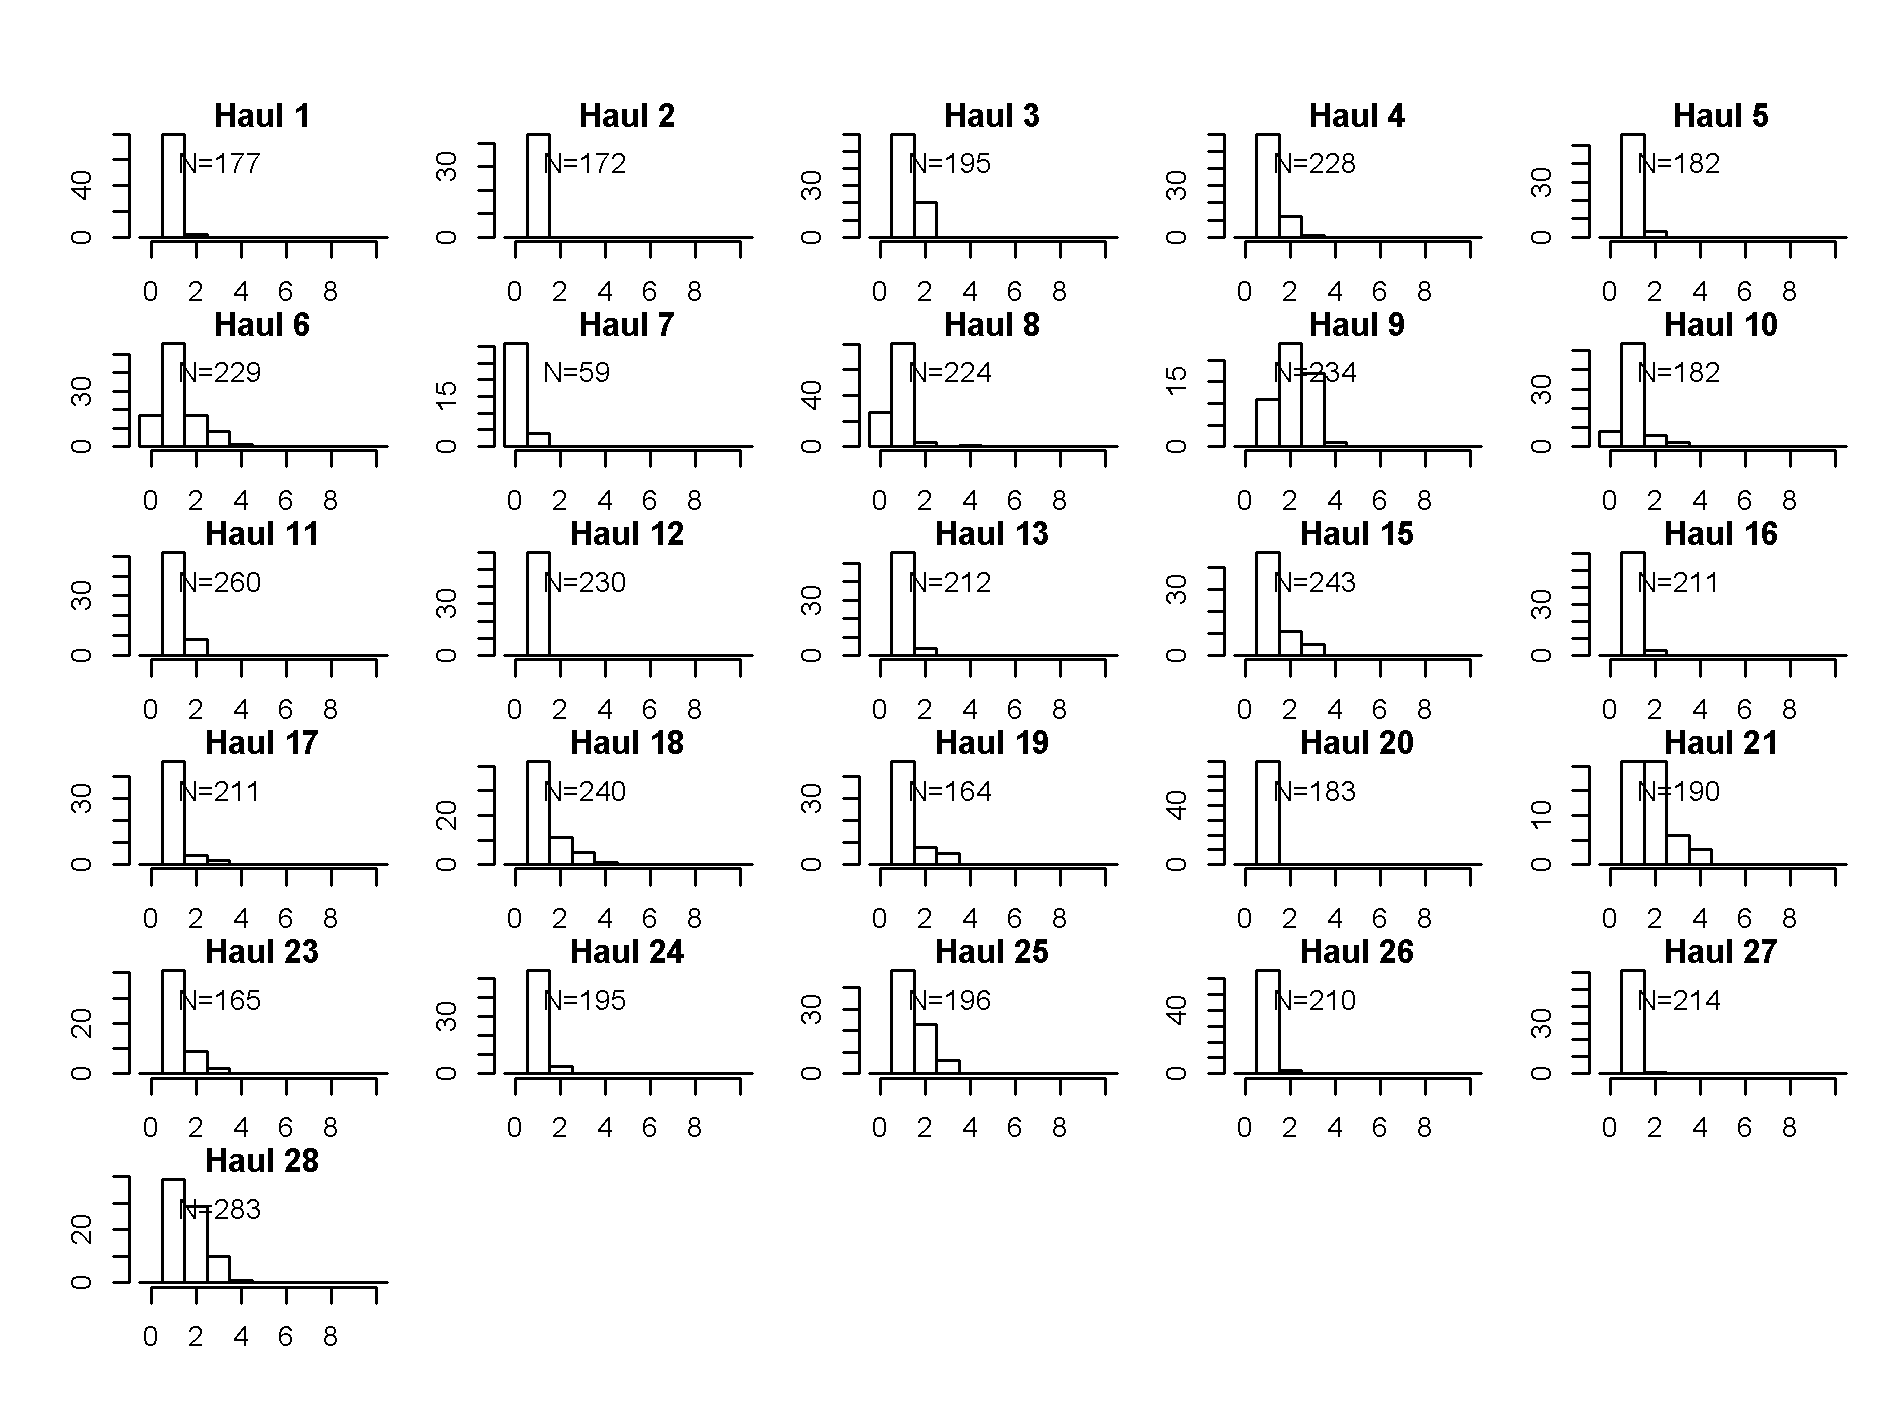 Haul 1 Haul 2 Haul 3 Haul 4 Haul 5
N=177 N=172 N=195 N=228 N=182
0 40 0 30 0 30 0 30 0 30
0 2 4 6 8 0 2 4 6 8 0 2 4 6 8 0 2 4 6 8 0 2 4 6 8
Haul 6 Haul 7 Haul 8 Haul 9 Haul 10
N=229 N=59 N=224 N=234 N=182
0 30 0 15 0 40 0 15 0 30
0 2 4 6 8 0 2 4 6 8 0 2 4 6 8 0 2 4 6 8 0 2 4 6 8
Haul 11 Haul 12 Haul 13 Haul 15 Haul 16
N=260 N=230 N=212 N=243 N=211
0 30 0 30 0 30 0 30 0 30
0 2 4 6 8 0 2 4 6 8 0 2 4 6 8 0 2 4 6 8 0 2 4 6 8
Haul 17 Haul 18 Haul 19 Haul 20 Haul 21
N=211 N=240 N=164 N=183 N=190
0 30 0 20 0 30 0 40 0 10
0 2 4 6 8 0 2 4 6 8 0 2 4 6 8 0 2 4 6 8 0 2 4 6 8
Haul 23 Haul 24 Haul 25 Haul 26 Haul 27
N=165 N=195 N=196 N=210 N=214
0 20 0 30 0 30 0 40 0 30
0 2 4 6 8 0 2 4 6 8 0 2 4 6 8 0 2 4 6 8 0 2 4 6 8
Haul 28
N=283
0 20
0 2 4 6 8